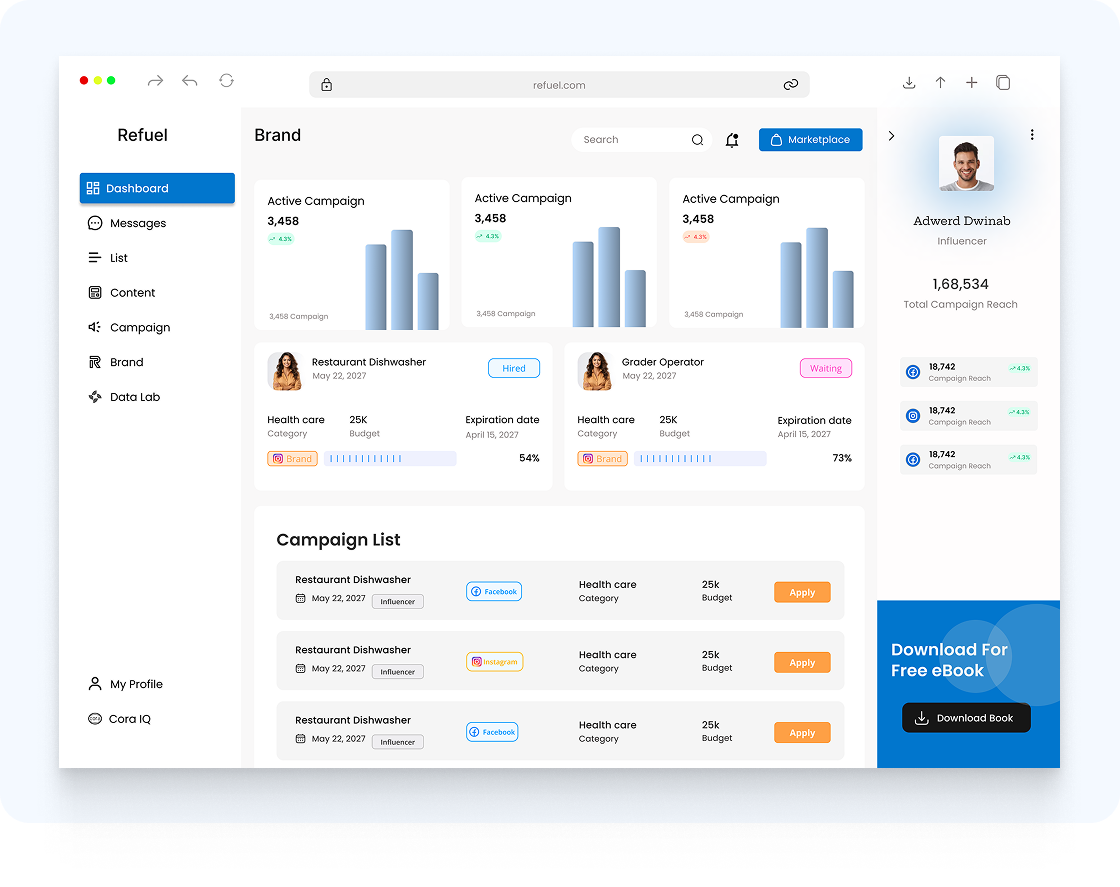 refuel.com
Refuel
Dashboard
Messages
List
Content
Campaign
Brand
Data Lab
My Profile
Cora IQ
Brand
Search
Marketplace
Active Campaign
3,458
4.3%
3,458 Campaign
Active Campaign
3,458
4.3%
3,458 Campaign
Active Campaign
3,458
4.3%
3,458 Campaign
Restaurant Dishwasher
May 22, 2027
Hired
Health care
Category
25K
Budget
Expiration date
April 15, 2027
Brand
54%
Grader Operator
May 22, 2027
Waiting
Health care
Category
25K
Budget
Expiration date
April 15, 2027
Brand
73%
Campaign List
Restaurant Dishwasher
May 22, 2027
Influencer
Facebook
Health care
Category
25k
Budget
Apply
Restaurant Dishwasher
May 22, 2027
Influencer
Instagram
Health care
Category
25k
Budget
Apply
Restaurant Dishwasher
May 22, 2027
Influencer
Facebook
Health care
Category
25k
Budget
Apply
Adwerd Dwinab
Influencer
1,68,534
Total Campaign Reach
18,742
Campaign Reach
4.3%
18,742
Campaign Reach
4.3%
18,742
Campaign Reach
4.3%
Download For
Free eBook
Download Book